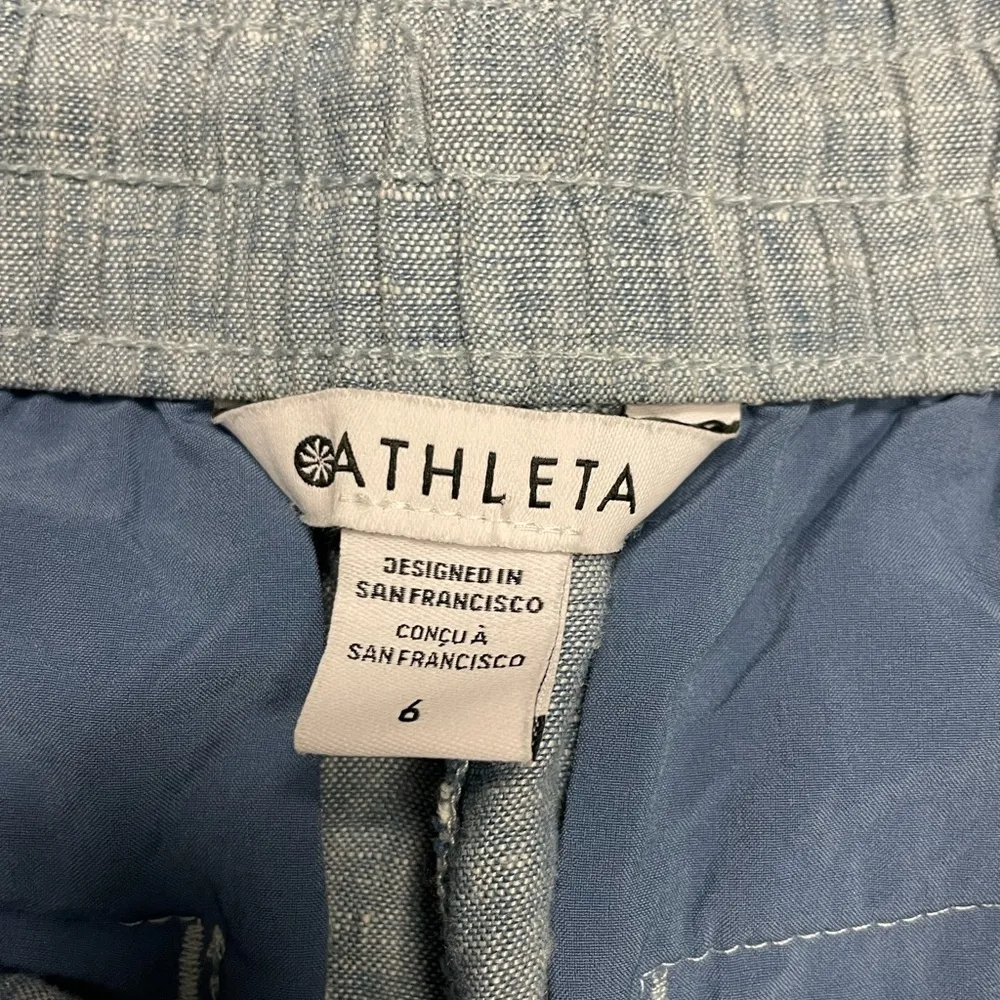 ATHLETA
DESIGNED IN
SAN FRANCISCO
CONÇU À
SAN FRANCISCO
6